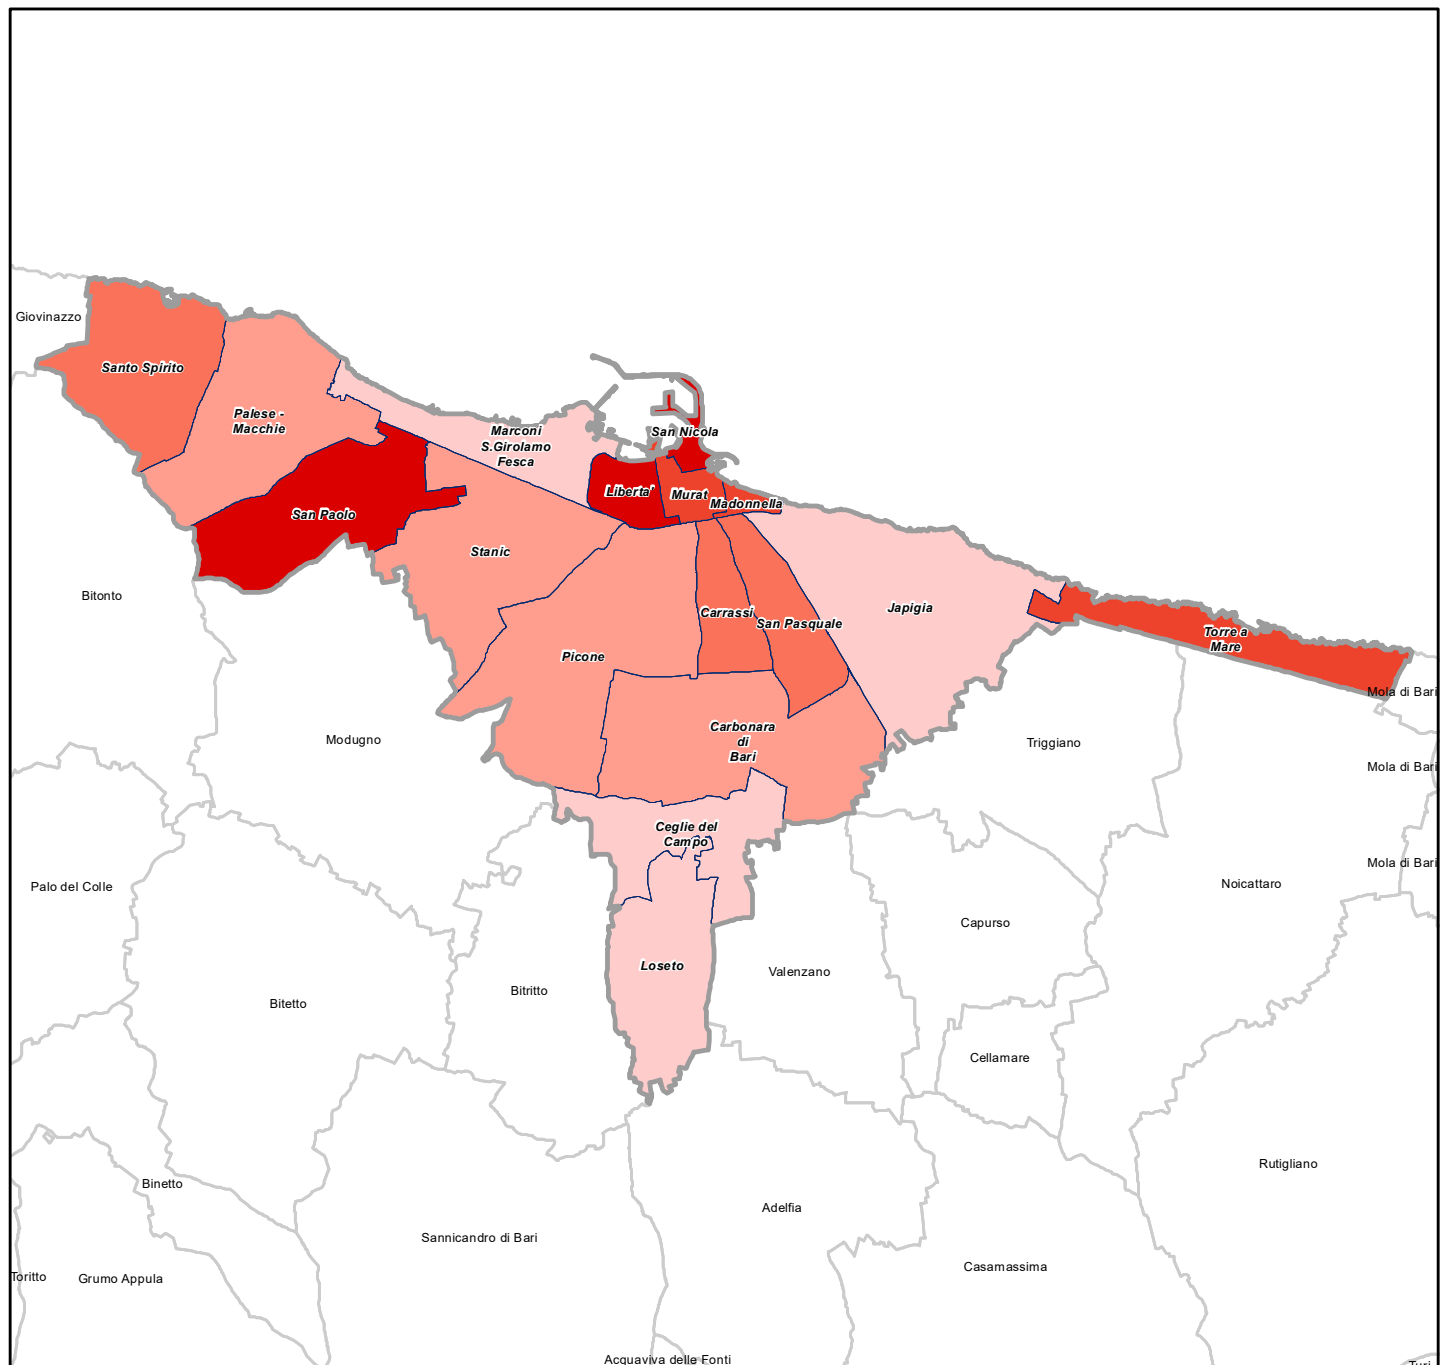 Giovinazzo
Santo Spirito
Palese -
Macchie
Marconi
S.Girolamo
Fesca
San Nicola
Liberta'
Murat
Madonnella
San Paolo
Stanic
Bitonto
Carrassi
San Pasquale
Japigia
Torre a
Mare
Picone
Mola di Bari
Carbonara
di
Bari
Modugno
Triggiano
Mola di Bari
Ceglie del
Campo
Mola di Bari
Palo del Colle
Noicattaro
Capurso
Loseto
Valenzano
Bitritto
Bitetto
Cellamare
Rutigliano
Binetto
Adelfia
Sannicandro di Bari
Casamassima
Toritto
Grumo Appula
Acquaviva delle Fonti
Turi